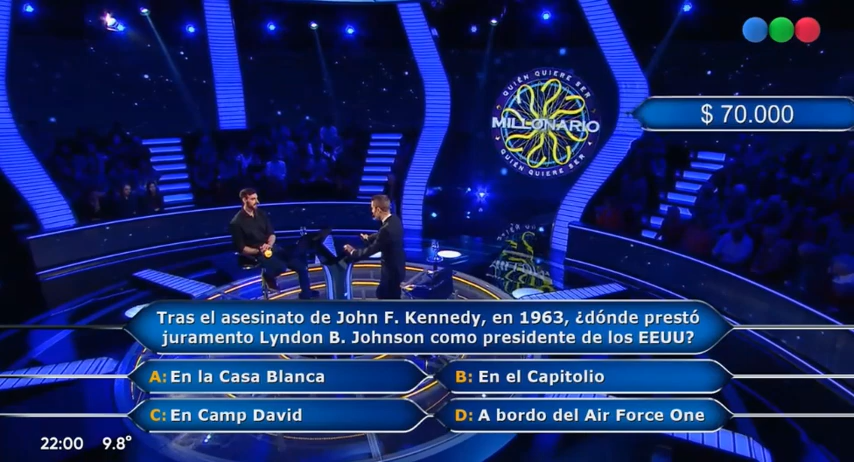 QUIÉN QUIERE SER
MILLONARIO
QUIÉN QUIERE SER
$ 70.000
Tras el asesinato de John F. Kennedy, en 1963, ¿dónde prestó
juramento Lyndon B. Johnson como presidente de los EEUU?
A: En la Casa Blanca
B: En el Capitolio
C: En Camp David
D: A bordo del Air Force One
22:00 9.8°